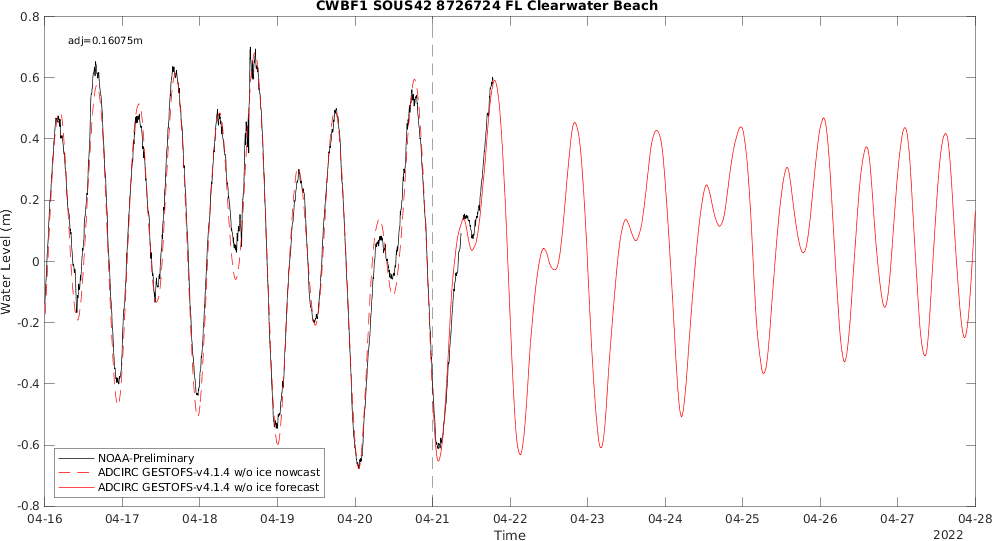 CWBF1 SOUS42 8726724 FL Clearwater Beach
adj=0.16075m
0.8
0.6
0.4
0.2
0
-0.2
-0.4
-0.6
-0.8
Water Level (m)
NOAA-Preliminary
ADCIRC GESTOFS-v4.1.4 w/o ice nowcast
ADCIRC GESTOFS-v4.1.4 w/o ice forecast
04-16 04-17 04-18 04-19 04-20 04-21 04-22 04-23 04-24 04-25 04-26 04-27 04-28
Time
2022